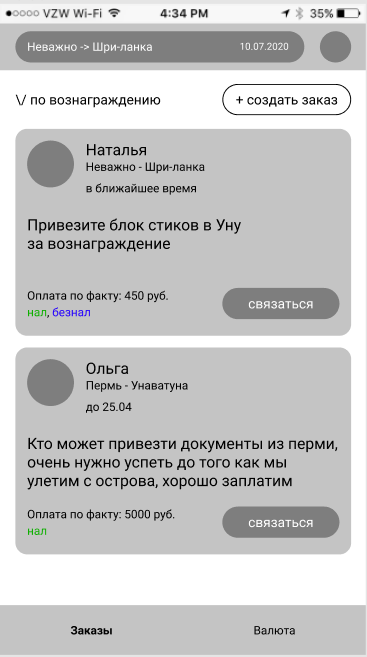 ●○○○○ VZW Wi-Fi 4:34 PM 35%
Неважно -> Шри-ланка 10.07.2020
\/ по вознаграждению + создать заказ
Наталья
Неважно - Шри-ланка
в ближайшее время
Привезите блок стиков в Уну
за вознаграждение
Оплата по факту: 450 руб.
нал, безнал связаться
Ольга
Пермь - Унаватуна
до 25.04
Кто может привезти документы из перми,
очень нужно успеть до того как мы
улетим с острова, хорошо заплатим
Оплата по факту: 5000 руб.
нал связаться
Заказы Валюта